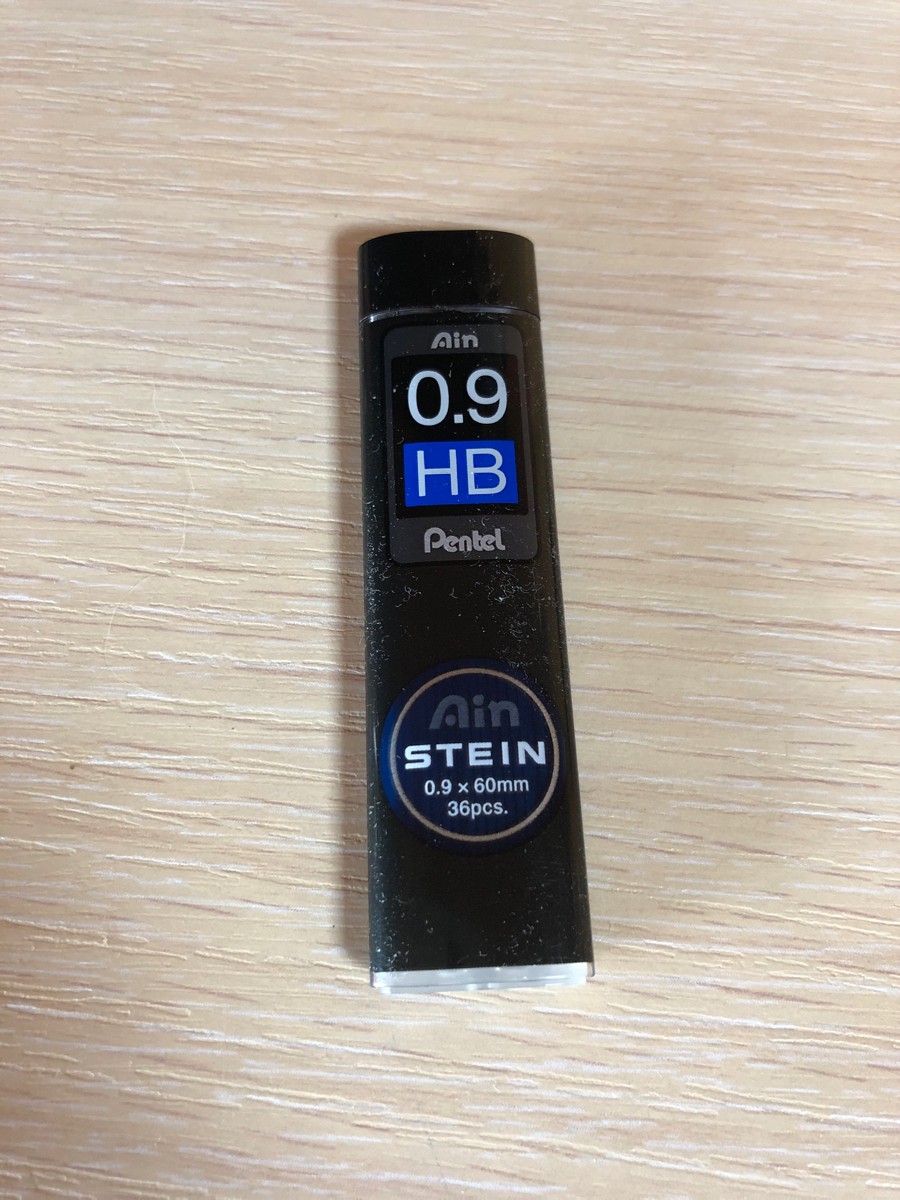 Ain
0.9
HB
Pentel
Ain
STEIN
0.9 × 60mm
36pcs.